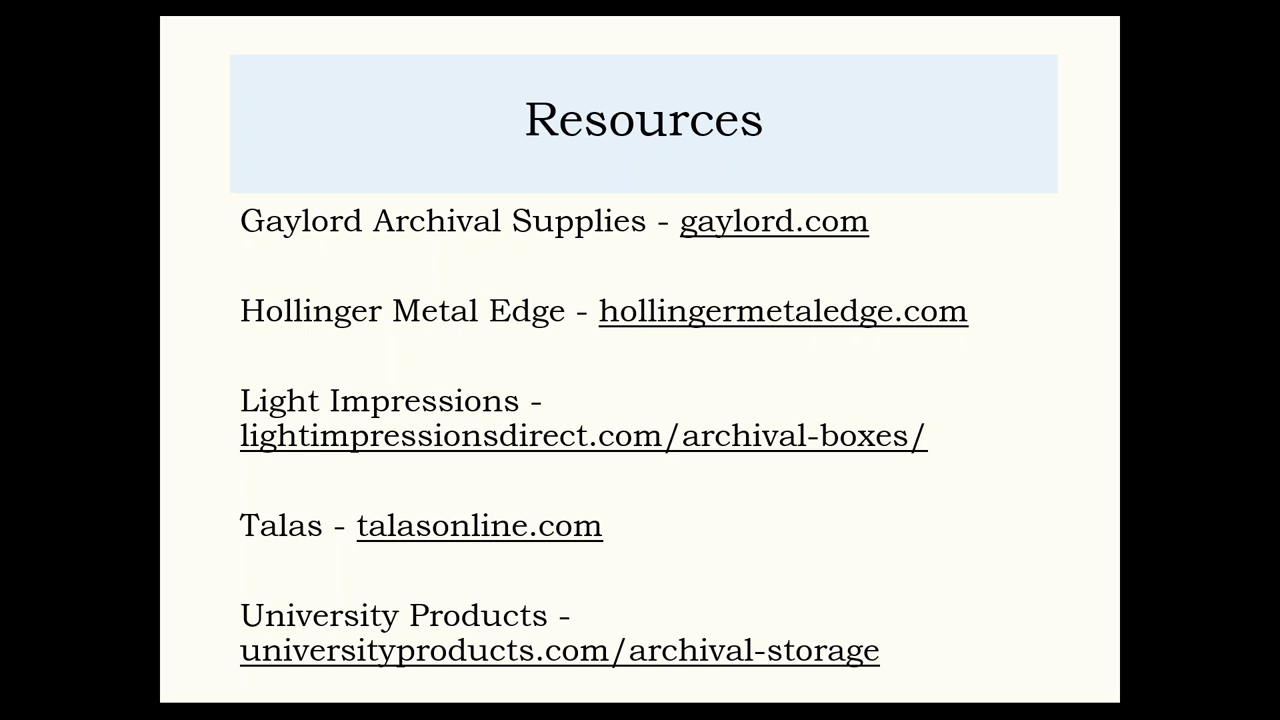 Resources
Gaylord Archival Supplies - gaylord.com
Hollinger Metal Edge - hollingermetaledge.com
Light Impressions -
lightimpressionsdirect.com/archival-boxes/
Talas - talasonline.com
University Products -
universityproducts.com/archival-storage